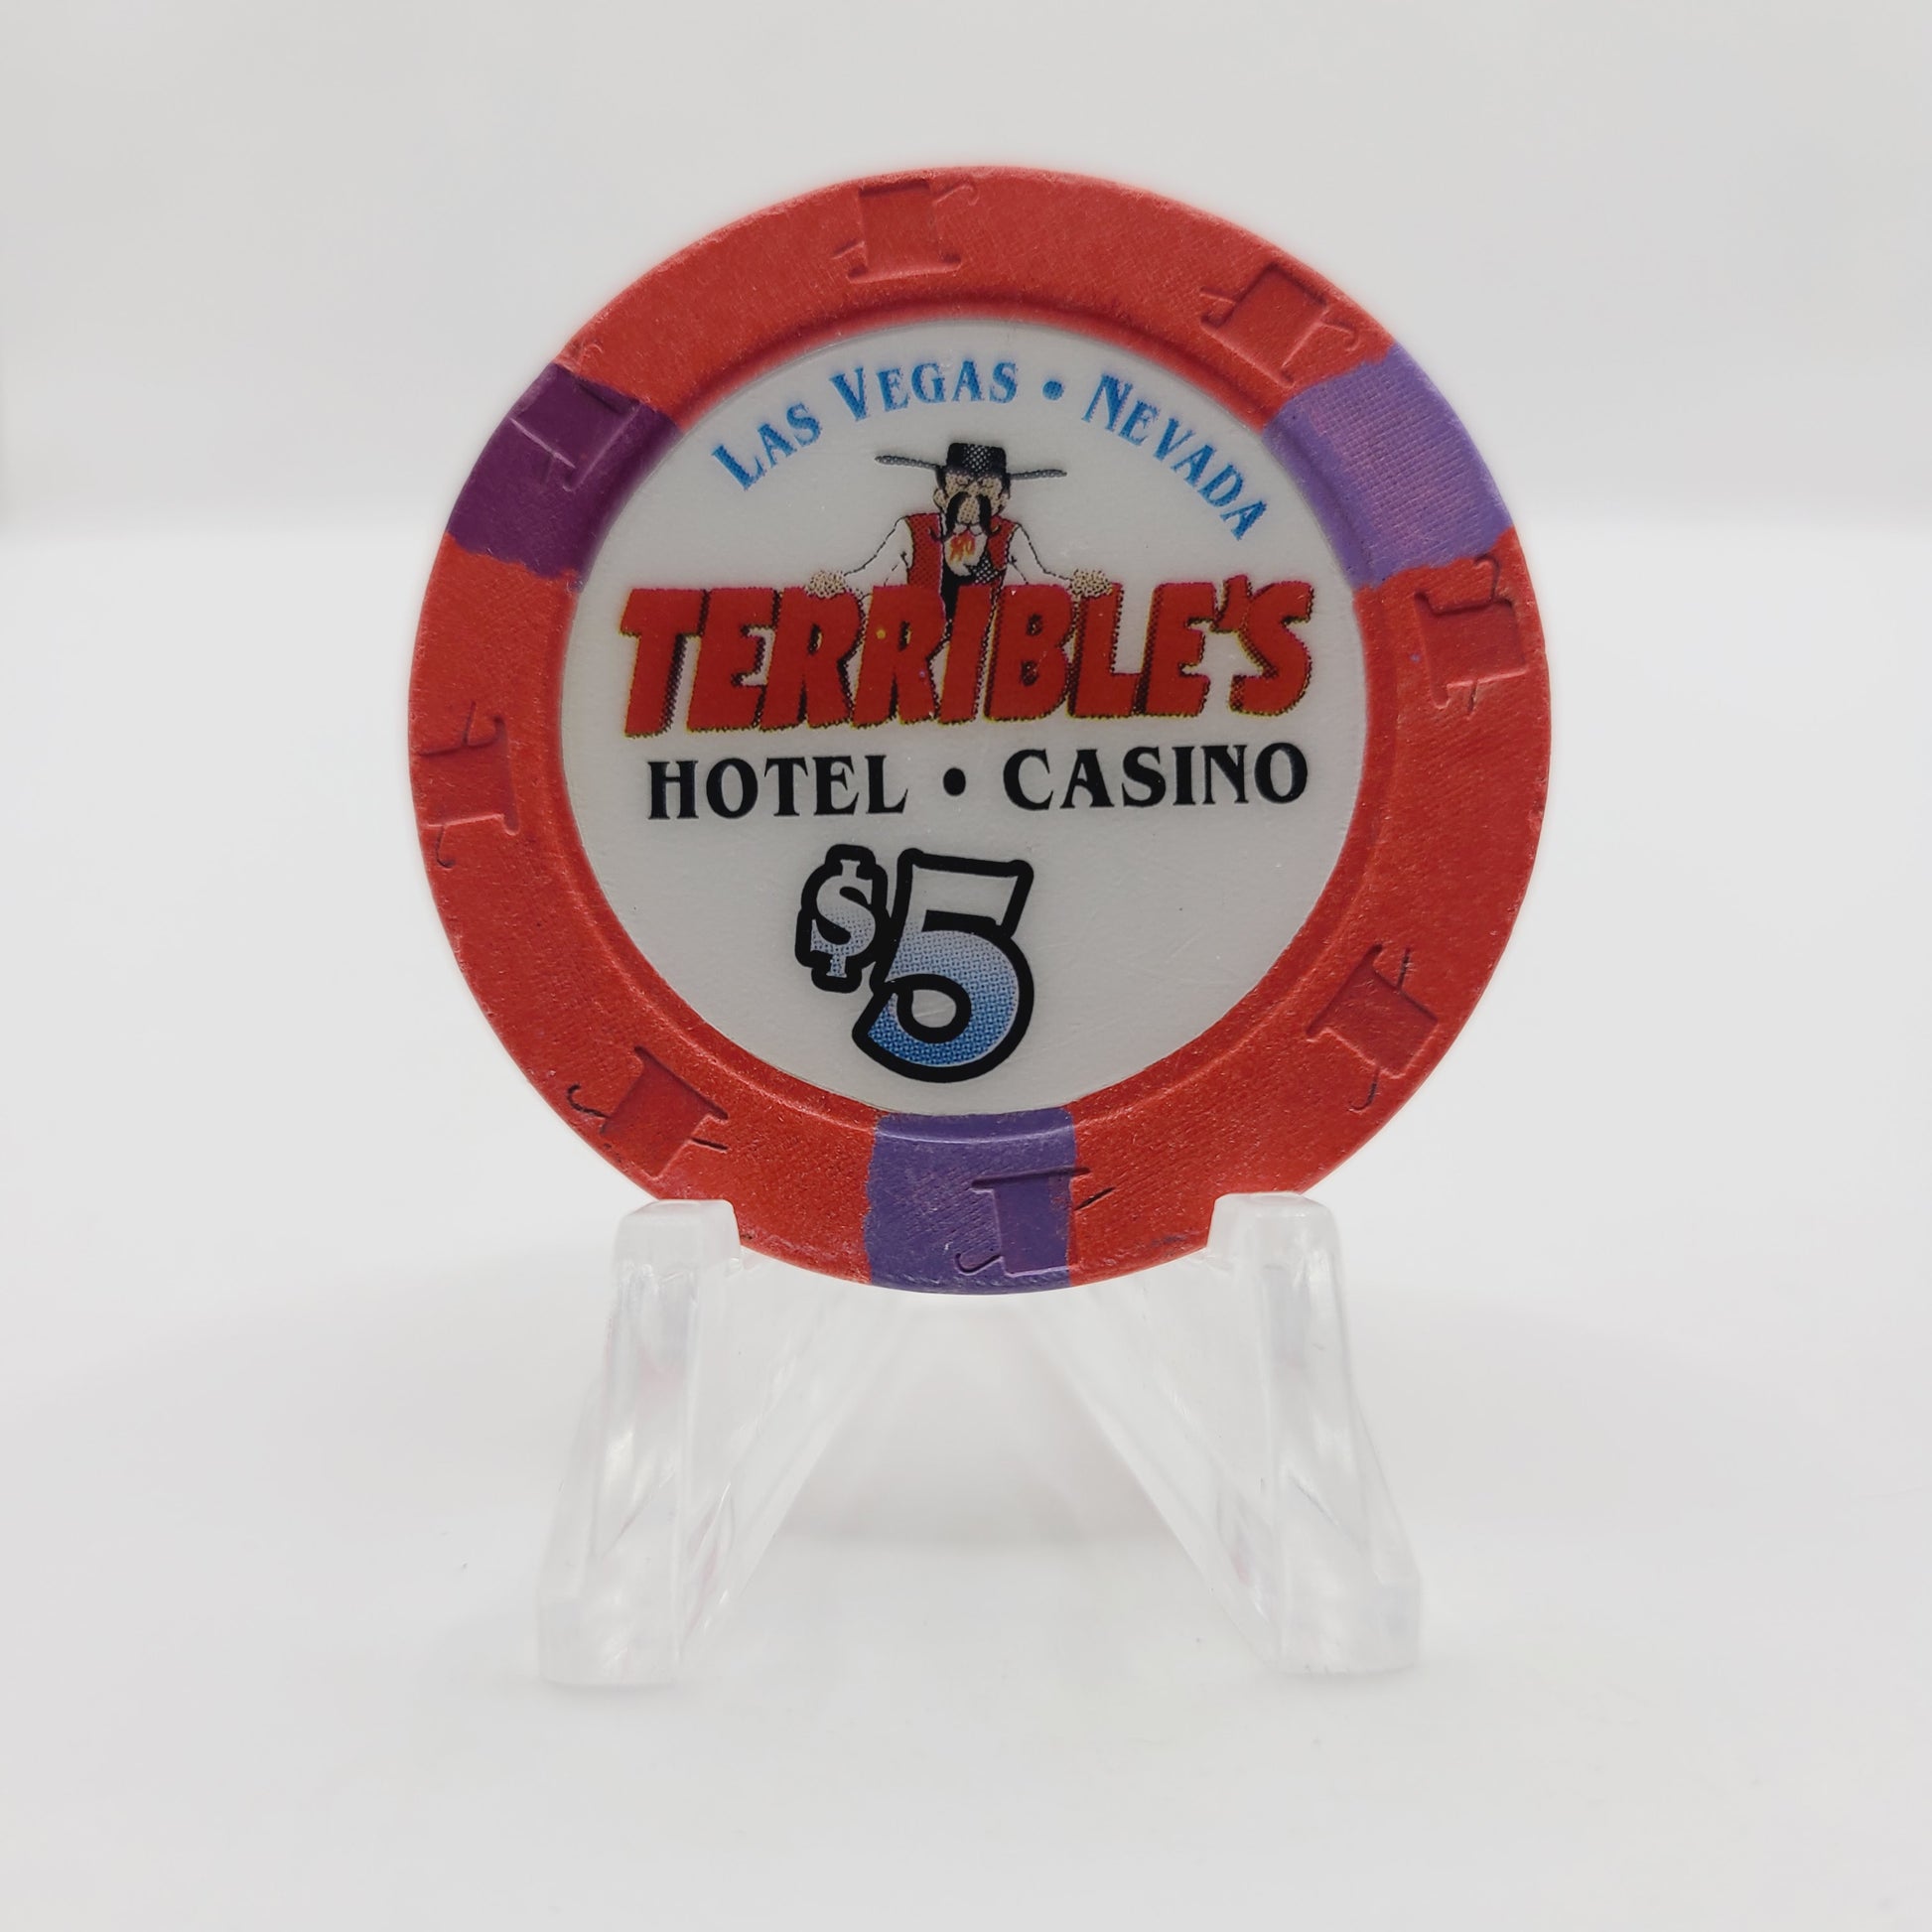 LAS VEGAS • NEVADA
TERRIBLE'S
HOTEL • CASINO
$5